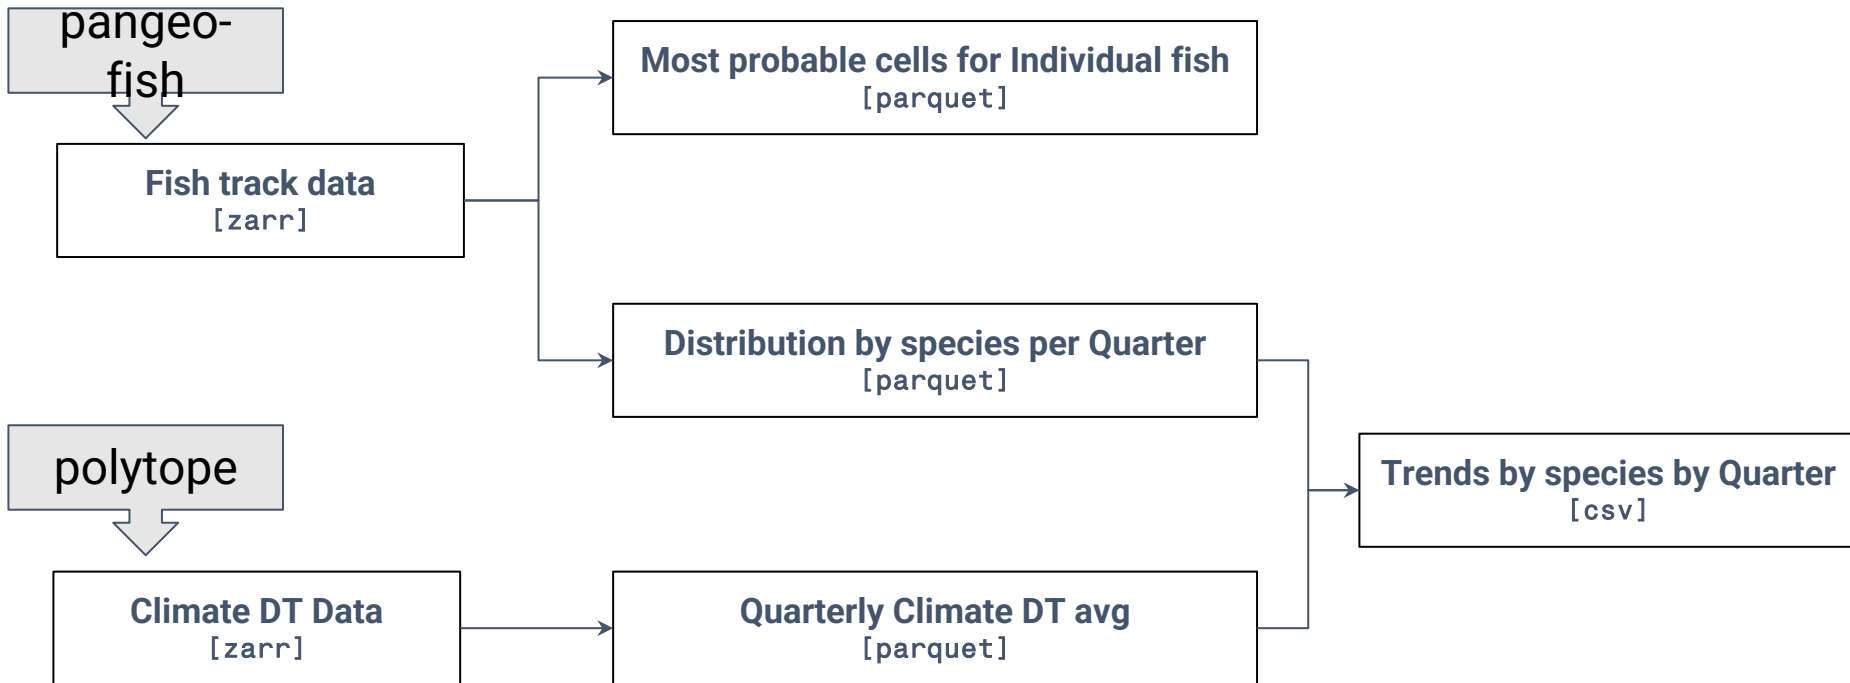 pangeo-
fish
Most probable cells for Individual fish
[parquet]
Fish track data
[zarr]
Distribution by species per Quarter
[parquet]
polytope
Trends by species by Quarter
[csv]
Climate DT Data
[zarr]
Quarterly Climate DT avg
[parquet]